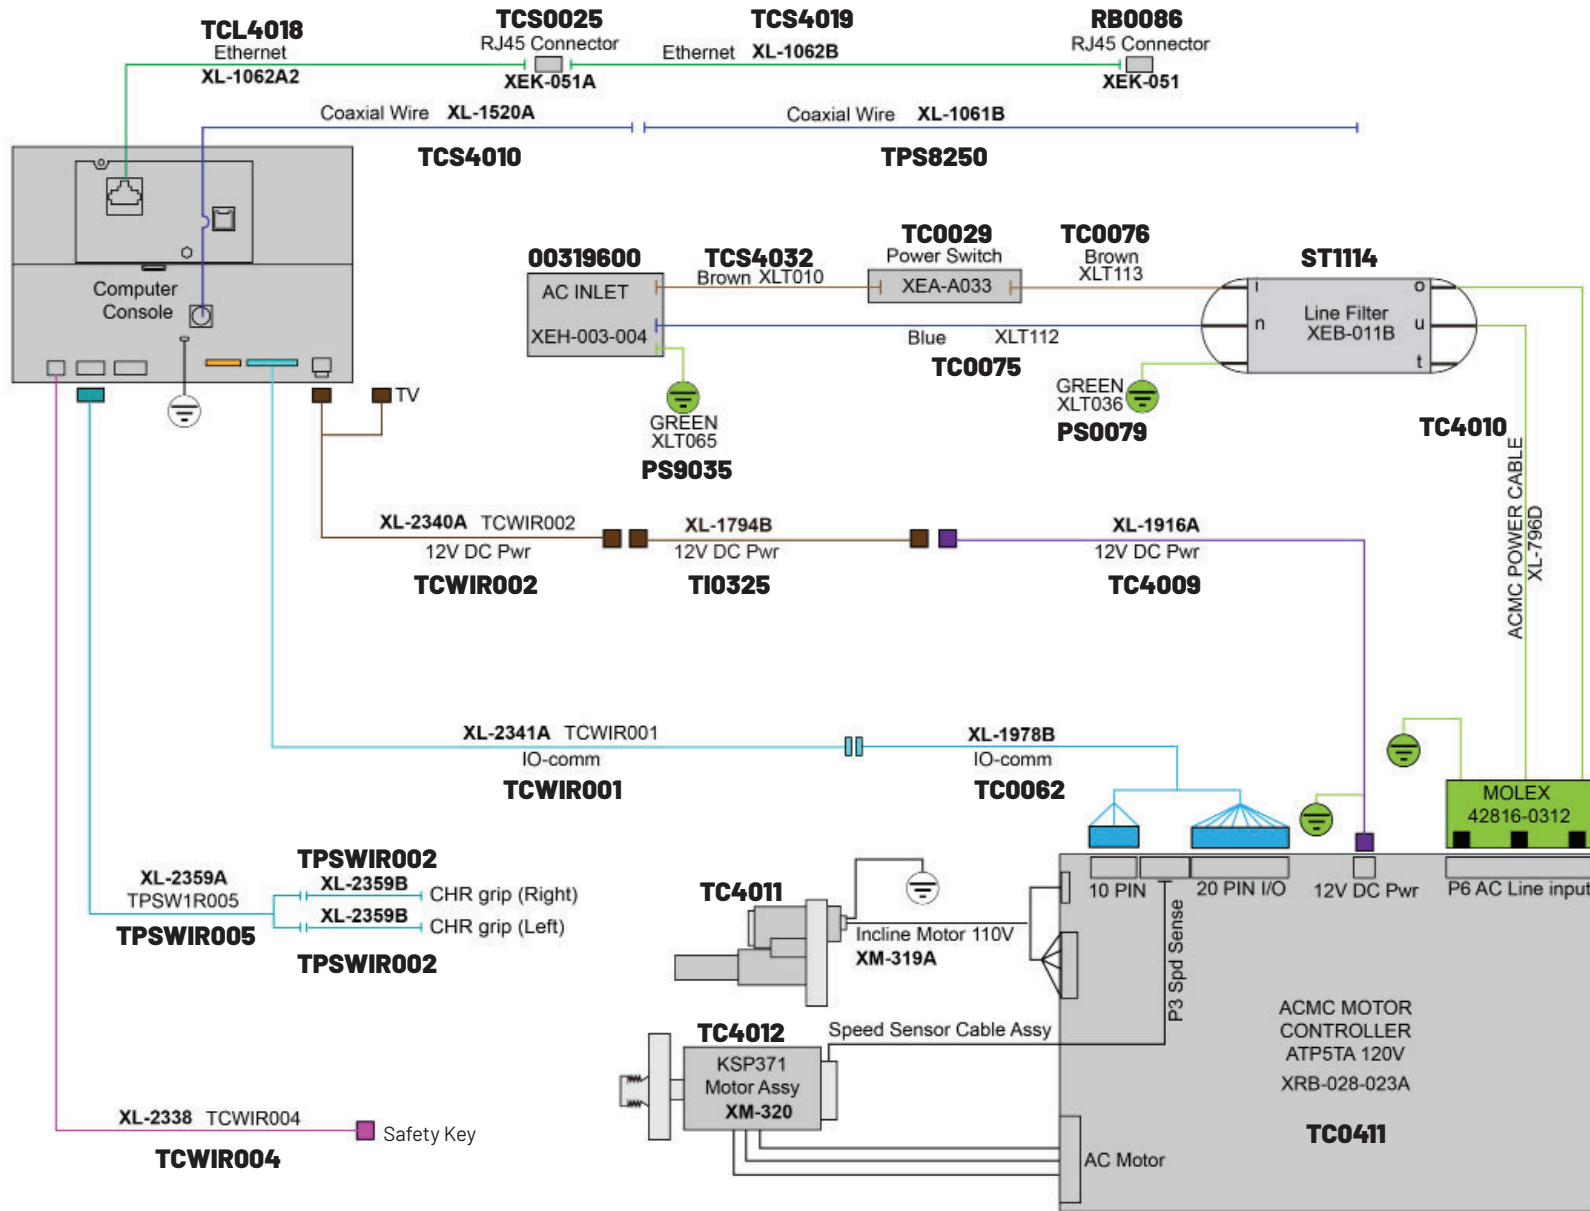 TCL4018
Ethernet
XL-1062A2
TCS0025
RJ45 Connector
XEK-051A
TCS4019
Ethernet XL-1062B
RB0086
RJ45 Connector
XEK-051
Coaxial Wire XL-1520A
TCS4010
Coaxial Wire XL-1061B
TPS8250
Computer
Console
TV
00319600
AC INLET
XEH-003-004
TCS4032
Brown XLT010
TC0029
Power Switch
XEA-A033
TC0076
Brown
XLT113
ST1114
Line Filter
XEB-011B
i
n
o
u
t
Blue XLT112
TC0075
GREEN
XLT065
PS9035
GREEN
XLT036
PS0079
TC4010
ACMC POWER CABLE
XL-796D
XL-2340A TCWIR002
12V DC Pwr
TCWIR002
XL-1794B
12V DC Pwr
TI0325
XL-1916A
12V DC Pwr
TC4009
XL-2341A TCWIR001
IO-comm
TCWIR001
XL-1978B
IO-comm
TC0062
MOLEX
42816-0312
10 PIN
20 PIN I/O
12V DC Pwr
P6 AC Line input
P3 Spd Sense
XL-2359A
TPSW1R005
TPSWIR005
TPSWIR002
XL-2359B
CHR grip (Right)
XL-2359B
CHR grip (Left)
TPSWIR002
TC4011
Incline Motor 110V
XM-319A
TC4012
KSP371
Motor Assy
XM-320
Speed Sensor Cable Assy
ACMC MOTOR
CONTROLLER
ATP5TA 120V
XRB-028-023A
TC0411
AC Motor
XL-2338 TCWIR004
Safety Key
TCWIR004